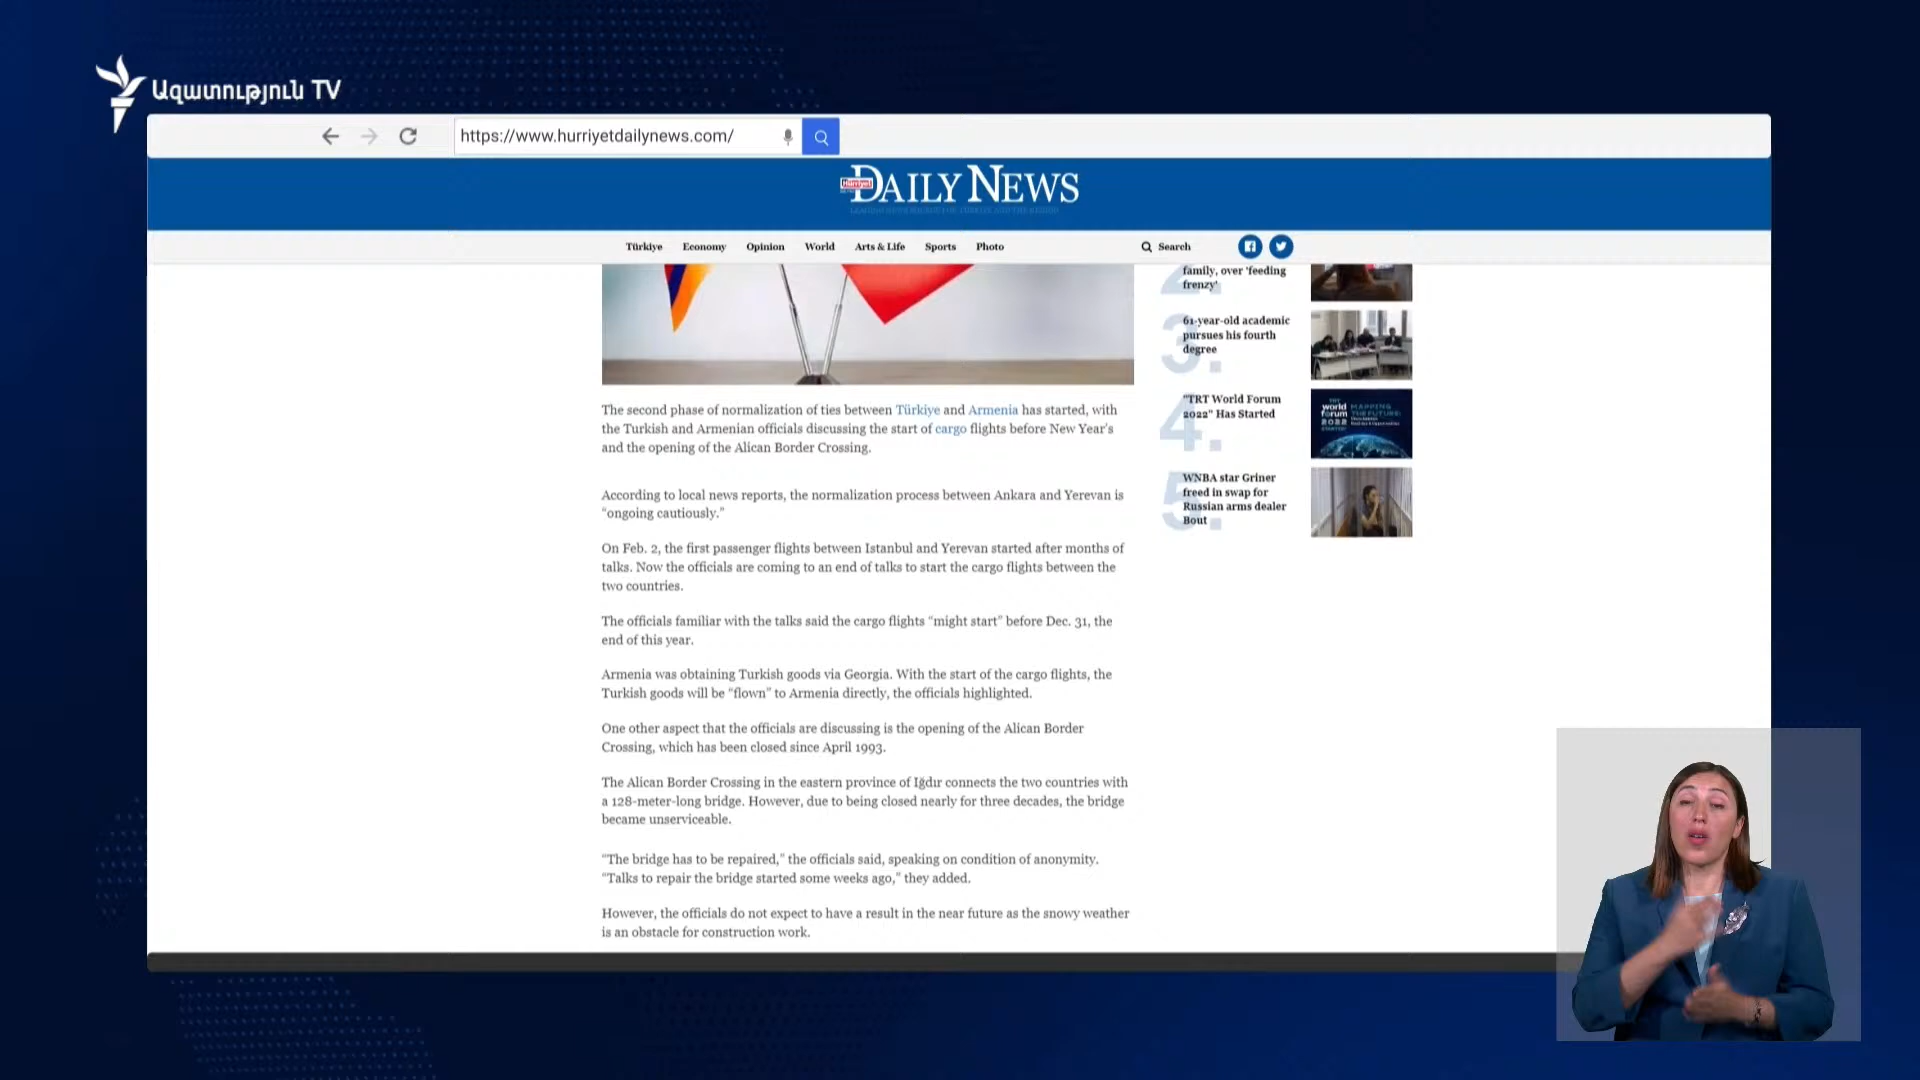 Ազատություն TV
https://www.hurriyetdailynews.com/
Hürriyet
DAILY NEWS
Türkiye Economy Opinion World Arts & Life Sports Photo Search
The second phase of normalization of ties between Türkiye and Armenia has started, with
the Turkish and Armenian officials discussing the start of cargo flights before New Year's
and the opening of the Alican Border Crossing.
According to local news reports, the normalization process between Ankara and Yerevan is
“ongoing cautiously.”
On Feb. 2, the first passenger flights between Istanbul and Yerevan started after months of
talks. Now the officials are coming to an end of talks to start the cargo flights between the
two countries.
The officials familiar with the talks said the cargo flights “might start” before Dec. 31, the
end of this year.
Armenia was obtaining Turkish goods via Georgia. With the start of the cargo flights, the
Turkish goods will be “flown” to Armenia directly, the officials highlighted.
One other aspect that the officials are discussing is the opening of the Alican Border
Crossing, which has been closed since April 1993.
The Alican Border Crossing in the eastern province of Iğdır connects the two countries with
a 128-meter-long bridge. However, due to being closed nearly for three decades, the bridge
became unserviceable.
“The bridge has to be repaired,” the officials said, speaking on condition of anonymity.
“Talks to repair the bridge started some weeks ago,” they added.
However, the officials do not expect to have a result in the near future as the snowy weather
is an obstacle for construction work.
2.
family, over 'feeding
frenzy'
3.
61-year-old academic
pursues his fourth
degree
4.
"TRT World Forum
2022" Has Started
TRT
world
forum
2022
MAPPING
THE FUTURE:
5.
WNBA star Griner
freed in swap for
Russian arms dealer
Bout